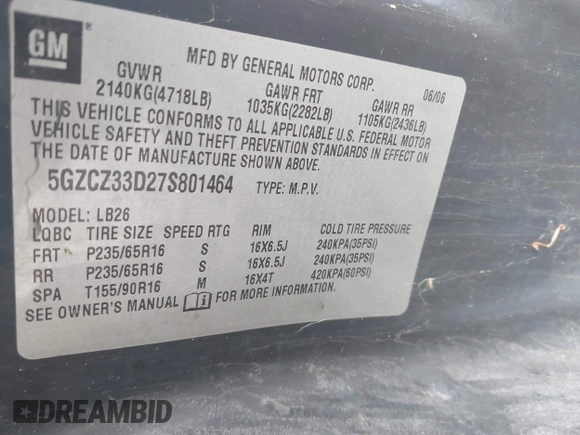 GM
MFD BY GENERAL MOTORS CORP. 06/06
GVWR GAWR FRT GAWR RR
2140KG(4718LB) 1035KG(2282LB) 1105KG(2436LB)
THIS VEHICLE CONFORMS TO ALL APPLICABLE U.S. FEDERAL MOTOR
VEHICLE SAFETY AND THEFT PREVENTION STANDARDS IN EFFECT ON
THE DATE OF MANUFACTURE SHOWN ABOVE.
5GZCZ33D27S801464 TYPE: M.P.V.
MODEL: LB26
LQBC TIRE SIZE SPEED RTG RIM COLD TIRE PRESSURE
FRT P235/65R16 S 16X6.5J 240KPA(35PSI)
RR P235/65R16 S 16X6.5J 240KPA(35PSI)
SPA T155/90R16 M 16X4T 420KPA(60PSI)
SEE OWNER'S MANUAL FOR MORE INFORMATION.
DREAMBID